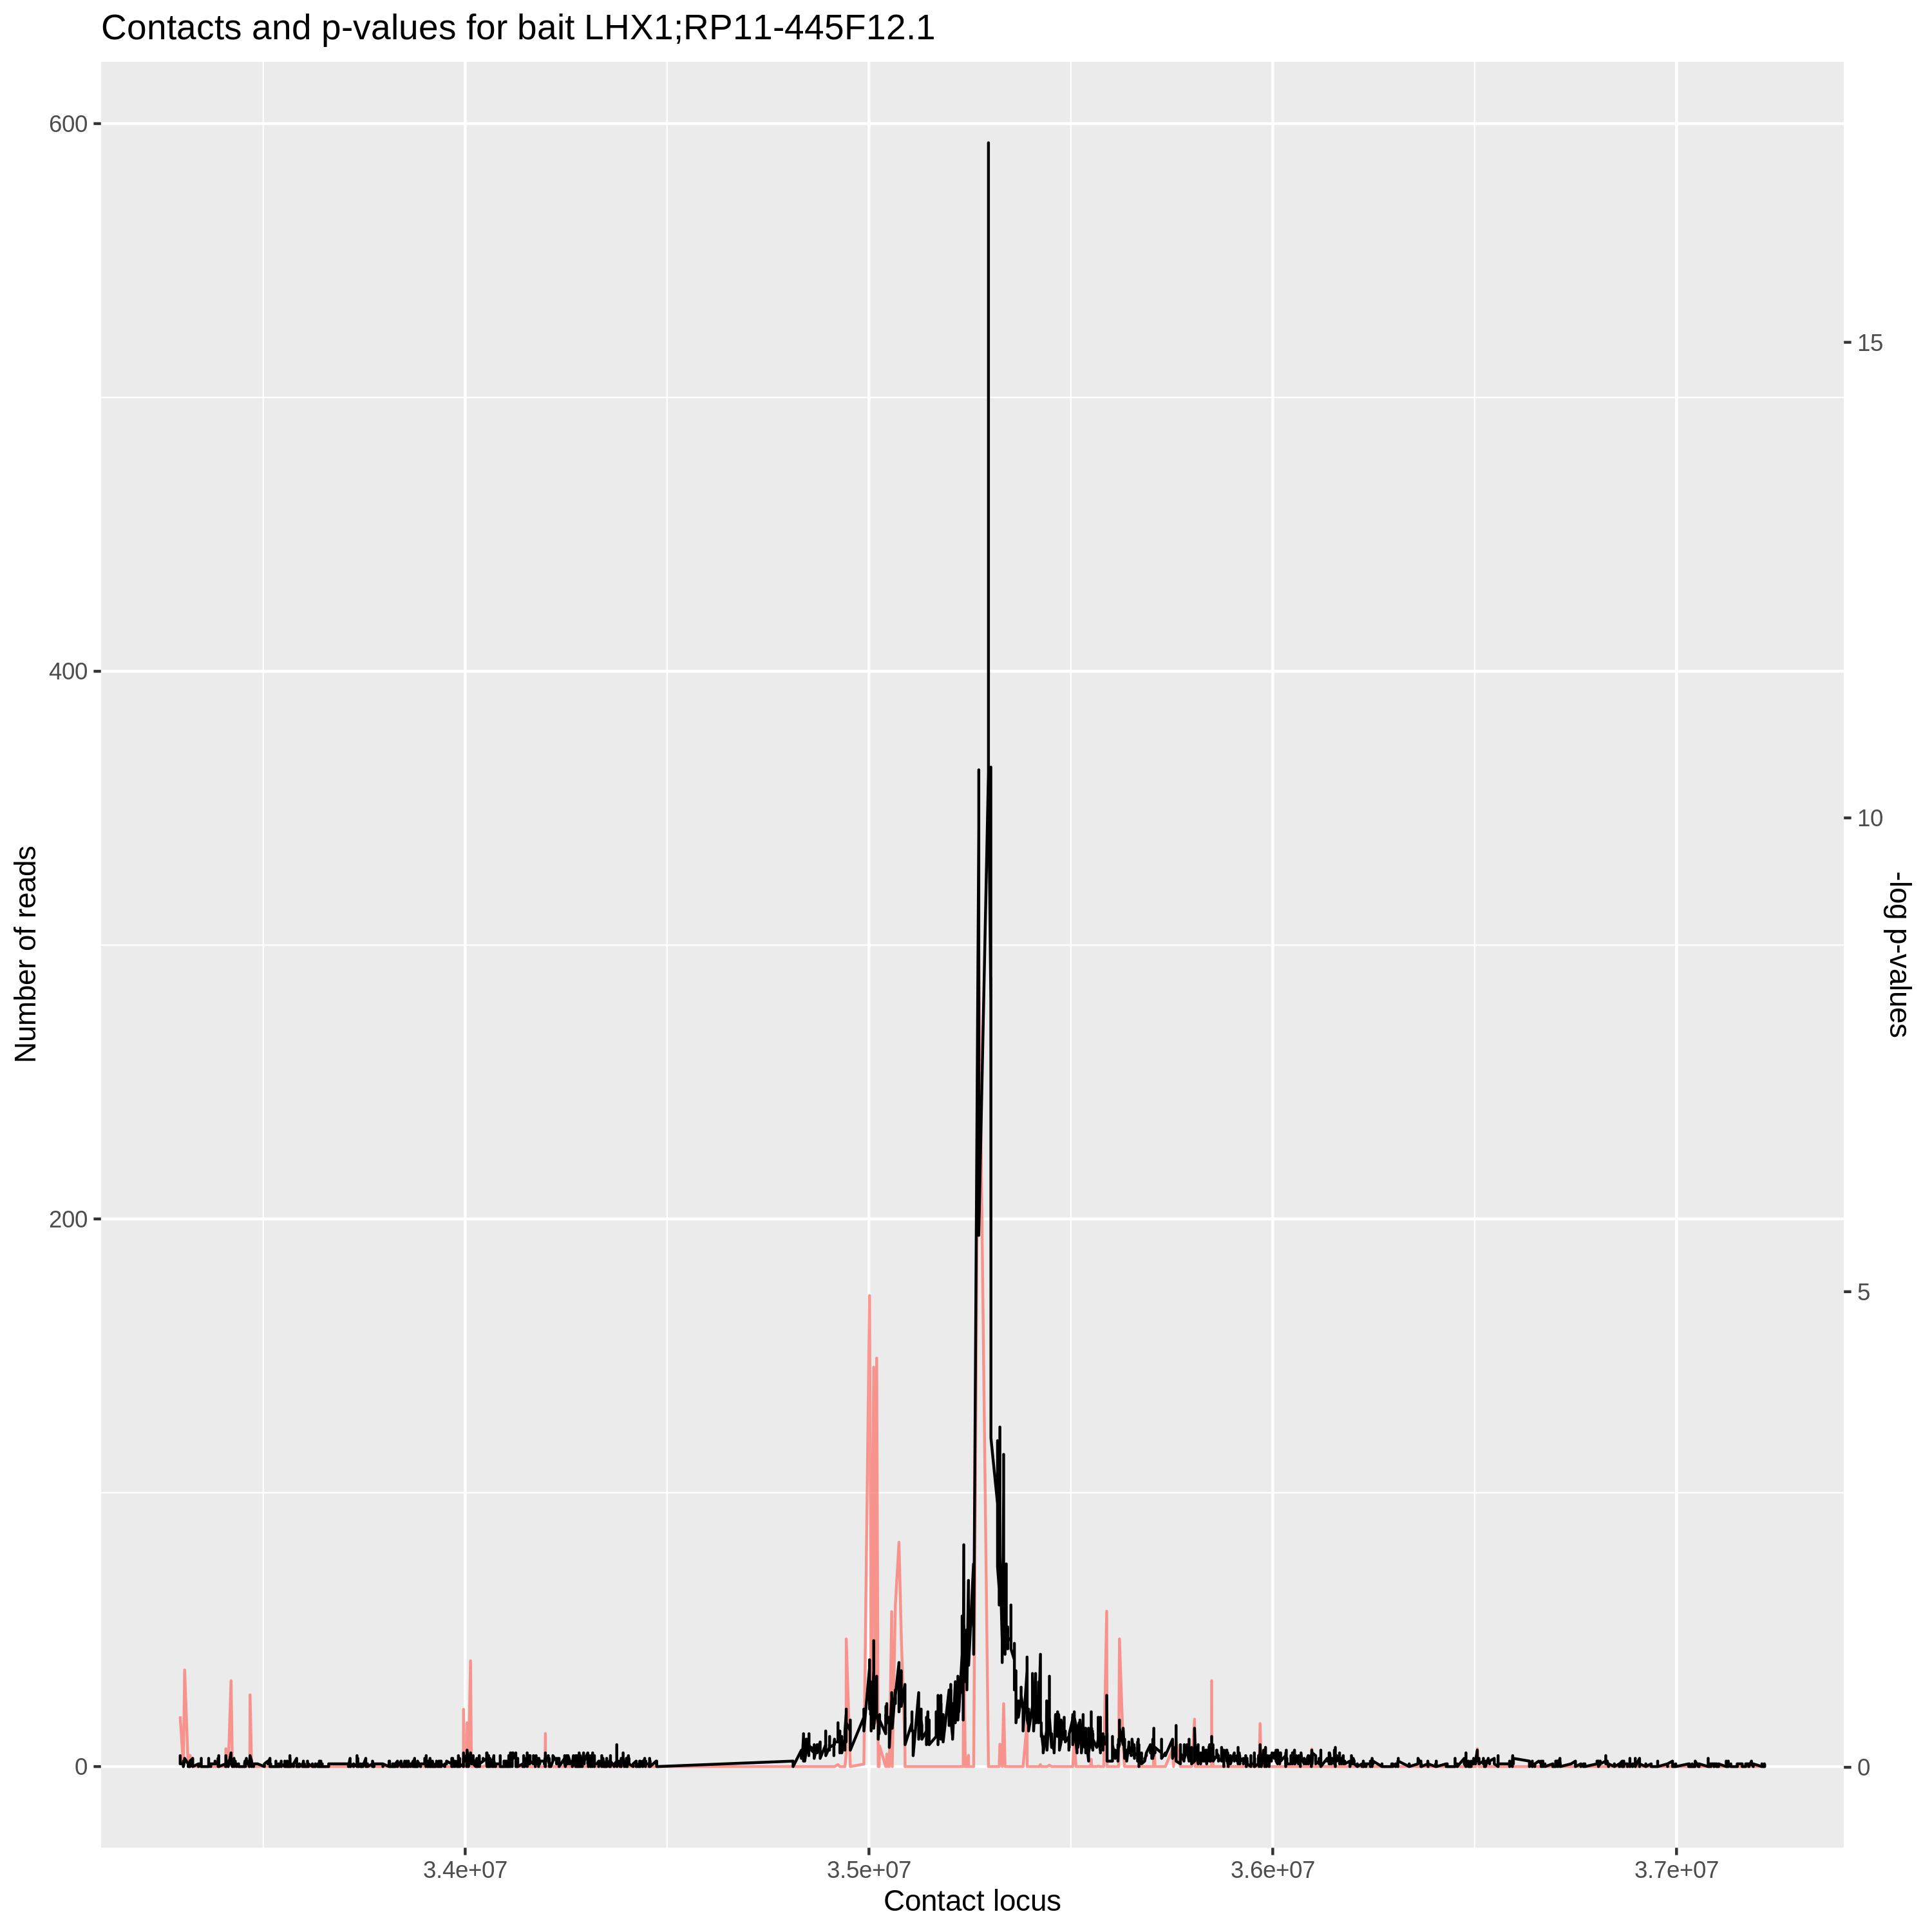 Contacts and p-values for bait LHX1;RP11-445F12.1
600
400
200
0
Number of reads
15
10
5
0
-log p-values
3.4e+07
3.5e+07
3.6e+07
3.7e+07
Contact locus